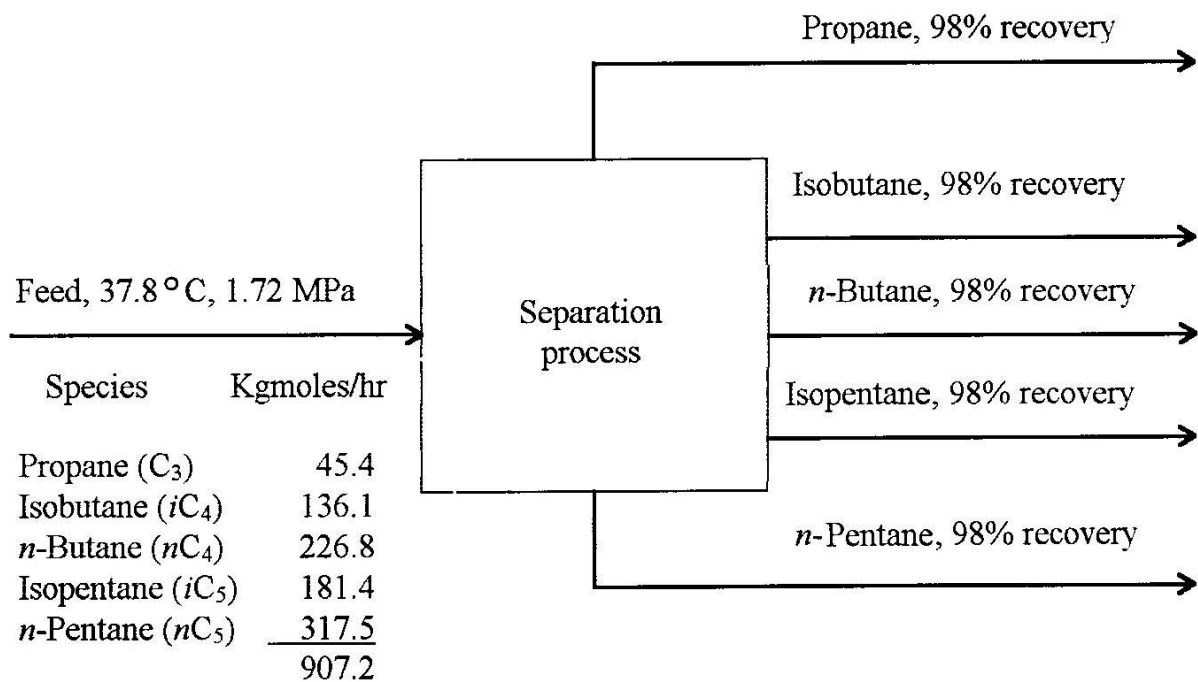 Propane, 98% recovery
Isobutane, 98% recovery
Feed, 37.8°C, 1.72 MPa
n-Butane, 98% recovery
Separation
process
Species Kgmoles/hr
Isopentane, 98% recovery
Propane (C₃) 45.4
Isobutane (iC₄) 136.1
n-Butane (nC₄) 226.8
Isopentane (iC₅) 181.4
n-Pentane (nC₅) 317.5
907.2
n-Pentane, 98% recovery